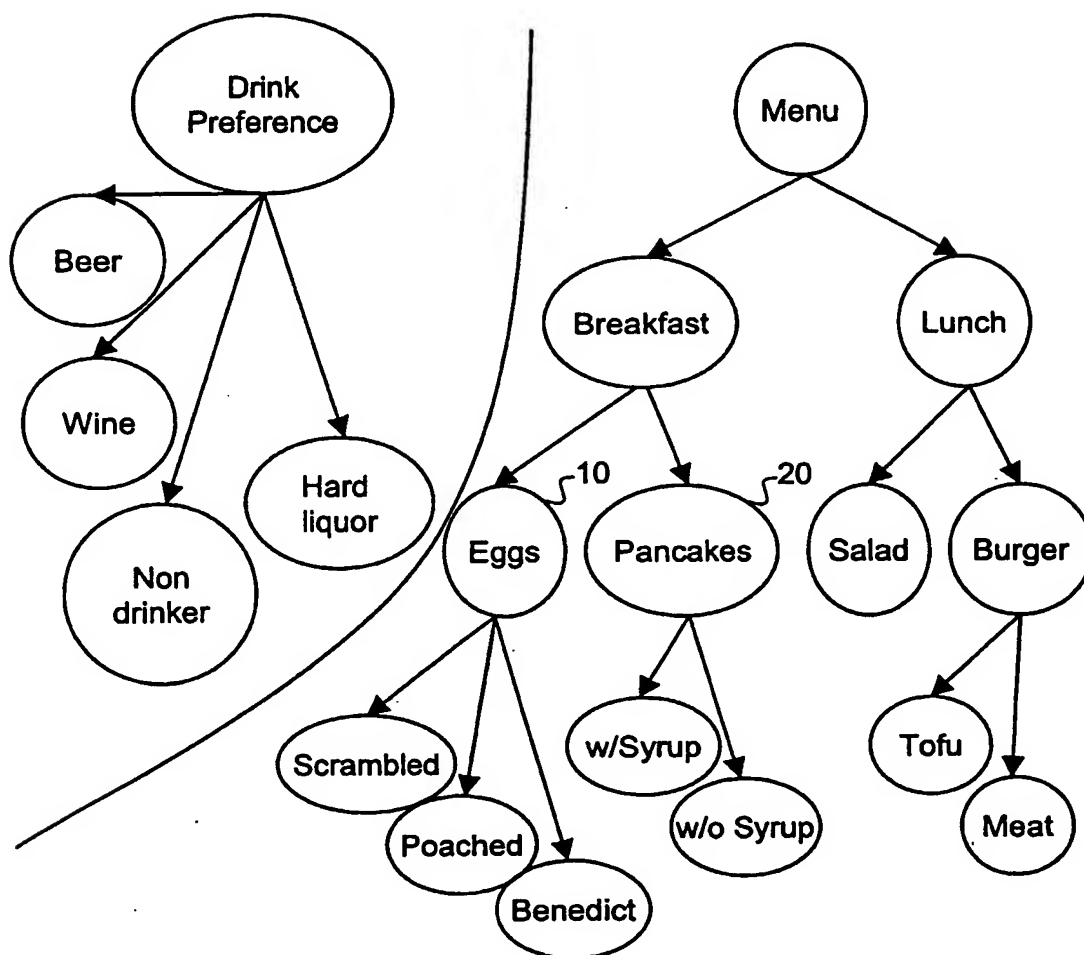 Drink
Preference
Beer
Wine
Non
drinker
Hard
liquor
Menu
Breakfast
Lunch
10
20
Eggs
Pancakes
Salad
Burger
Scrambled
Poached
Benedict
w/Syrup
w/o Syrup
Tofu
Meat